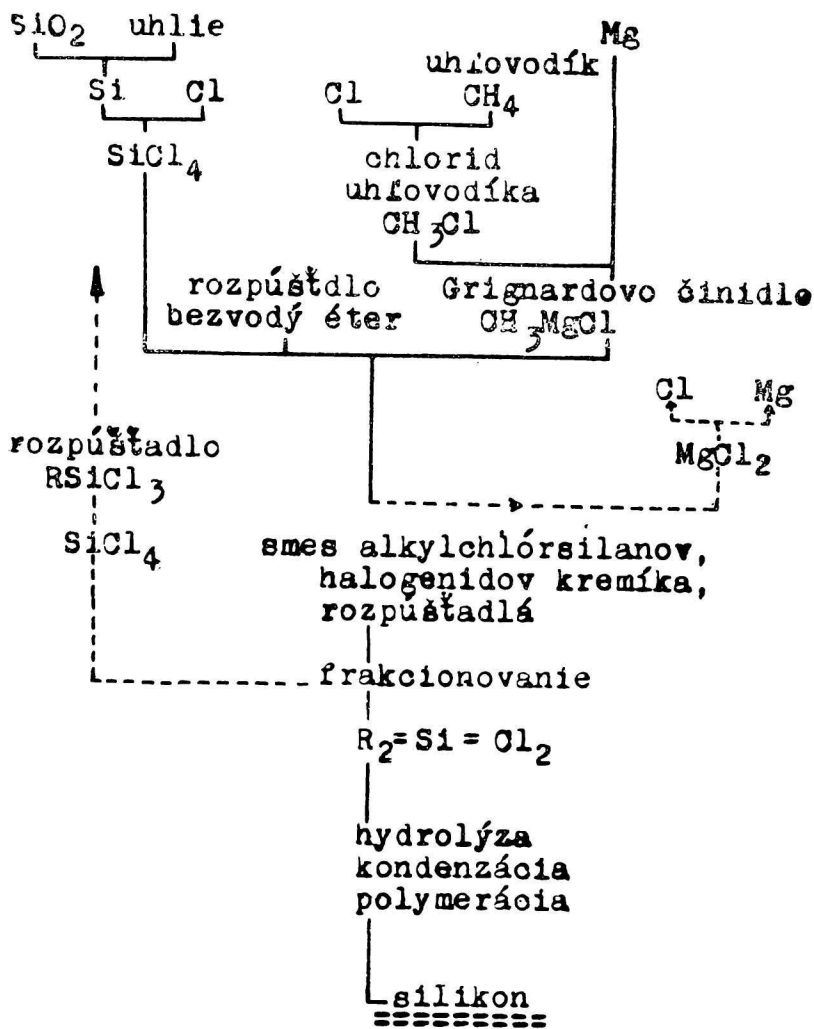 SiO2 uhlie
Mg
uhľovodík
Si Cl Cl CH4
SiCl4
chlorid
uhľovodíka
CH3Cl
rozpúšťdlo
bezvodý éter
Grignardovo činidlo
CH3MgCl
Cl Mg
MgCl2
rozpúšťadlo
RSiCl3
SiCl4
smes alkylchlórsilanov,
halogenidov kremíka,
rozpúšťadlá
frakcionovanie
R2=Si=Cl2
hydrolýza
kondenzácia
polymerácia
silikon